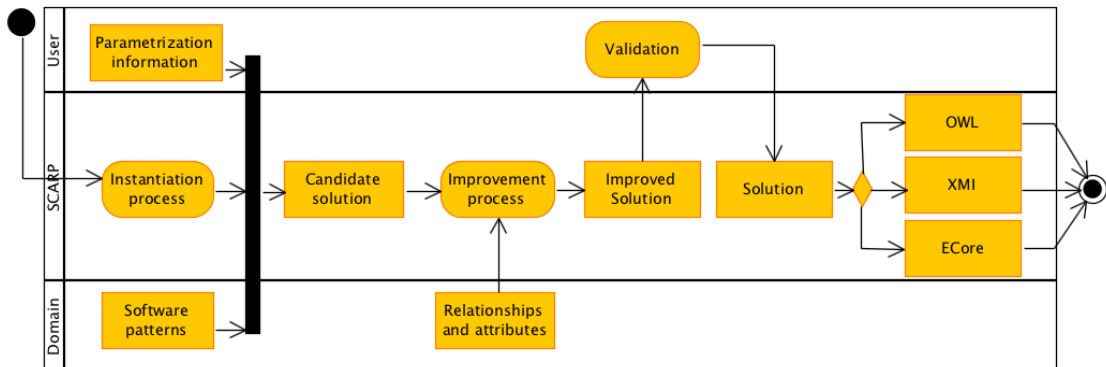 User
Parametrization
information
Validation
SCARP
Instantiation
process
Candidate
solution
Improvement
process
Improved
Solution
Solution
OWL
XMI
ECore
Domain
Software
patterns
Relationships
and attributes